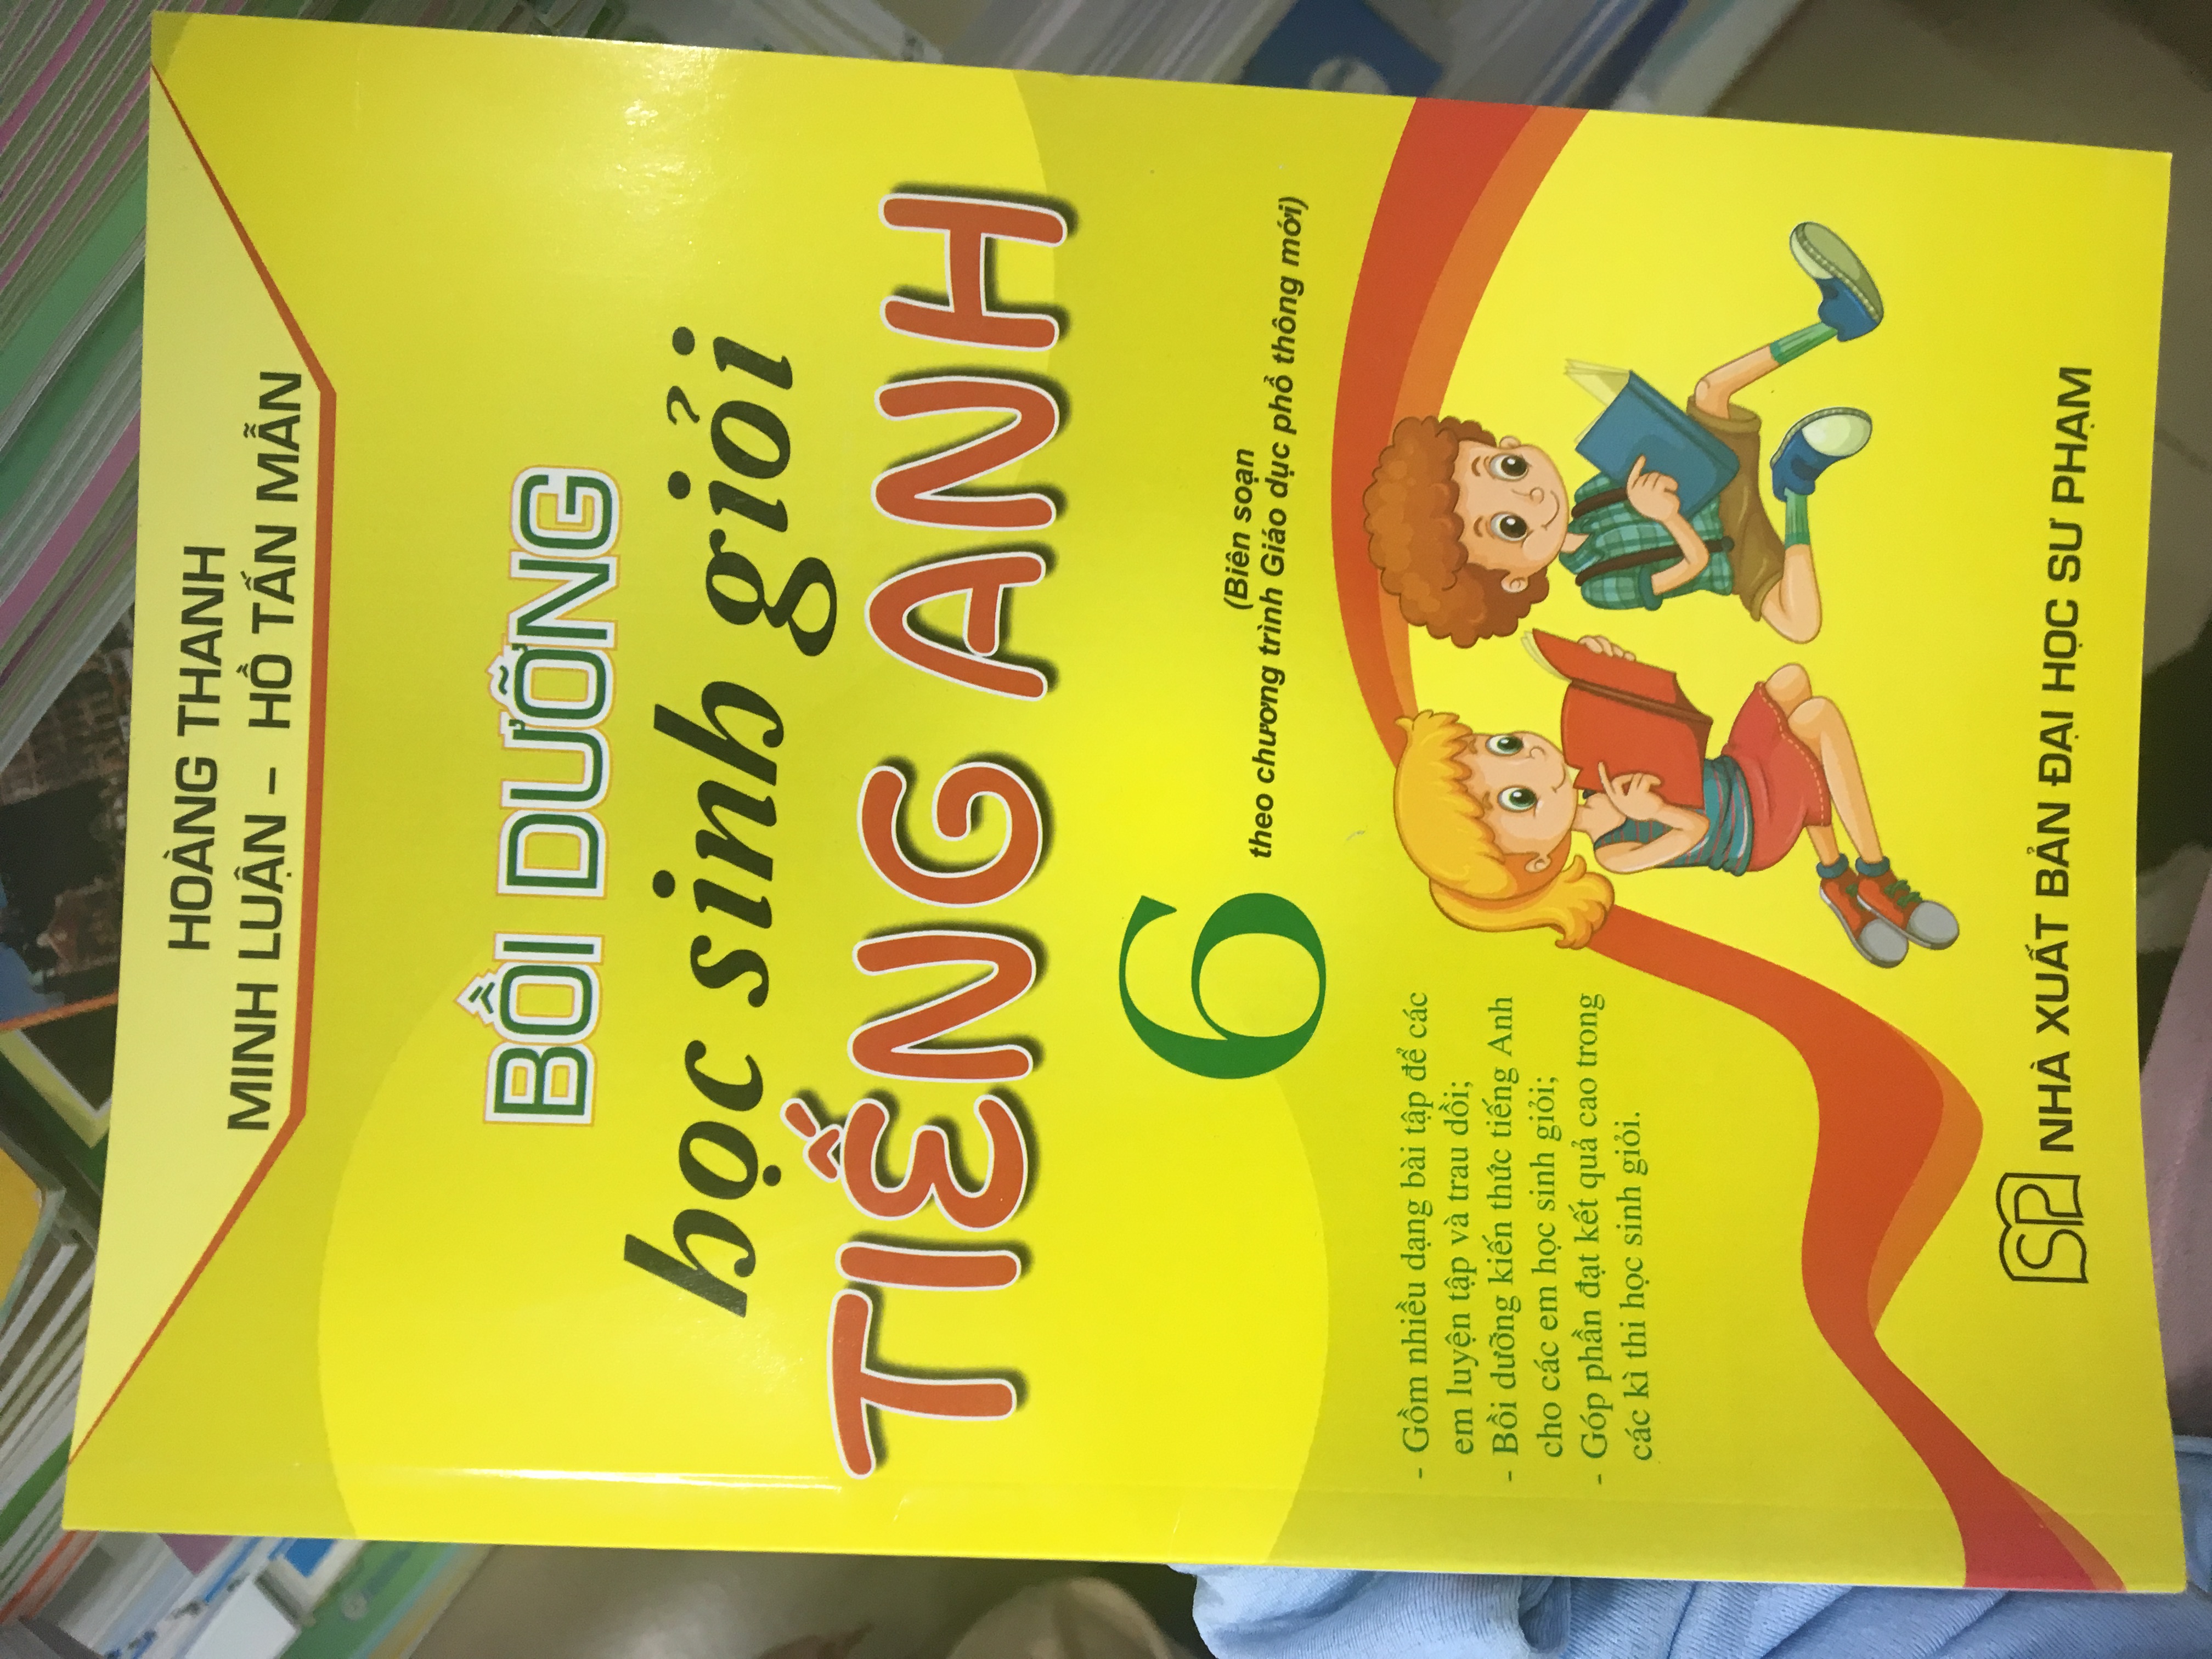 HOÀNG THANH
MINH LUẬN – HỒ TẤN MẪN
BỒI DƯỠNG
học sinh giỏi
TIẾNG ANH
6
(Biên soạn
theo chương trình Giáo dục phổ thông mới)
- Gồm nhiều dạng bài tập để các
em luyện tập và trau dồi;
- Bồi dưỡng kiến thức tiếng Anh
cho các em học sinh giỏi;
- Góp phần đạt kết quả cao trong
các kì thi học sinh giỏi.
SP NHÀ XUẤT BẢN ĐẠI HỌC SƯ PHẠM